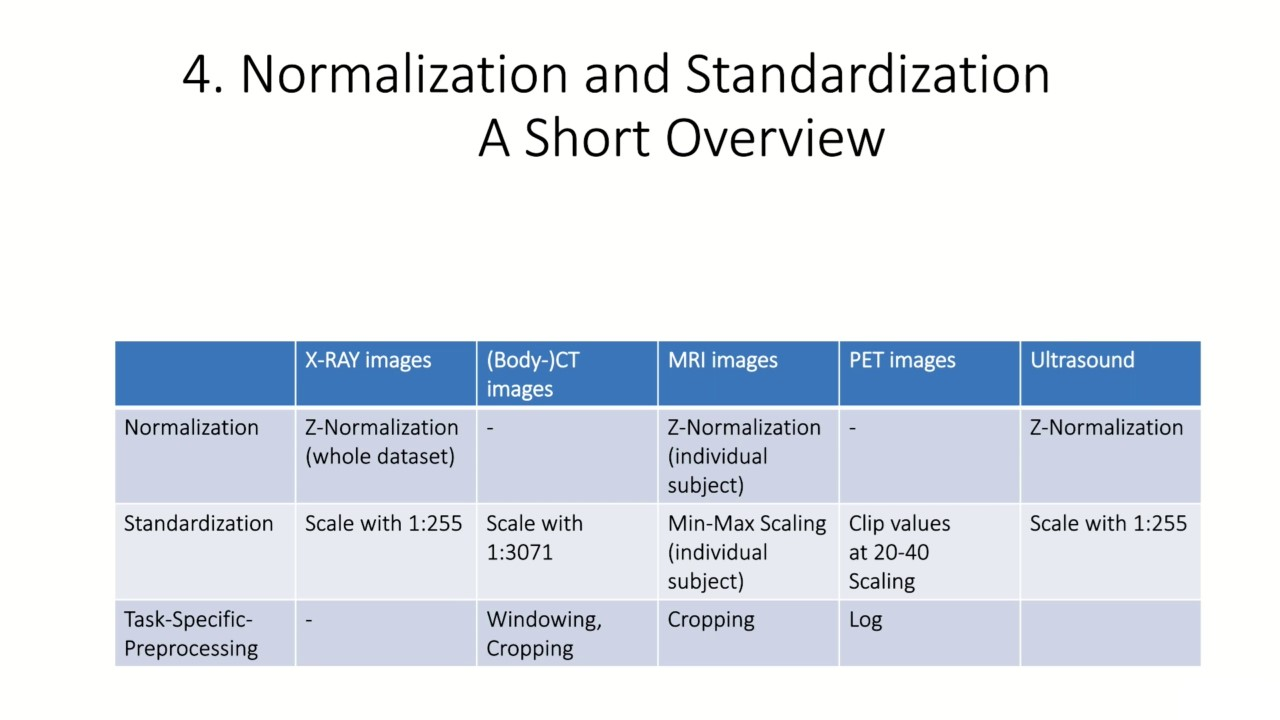 4. Normalization and Standardization
A Short Overview
X-RAY images
(Body-)CT
images
MRI images
PET images
Ultrasound
Normalization
Z-Normalization
(whole dataset)
-
Z-Normalization
(individual
subject)
-
Z-Normalization
Standardization
Scale with 1:255
Scale with
1:3071
Min-Max Scaling
(individual
subject)
Clip values
at 20-40
Scaling
Scale with 1:255
Task-Specific-
Preprocessing
-
Windowing,
Cropping
Cropping
Log